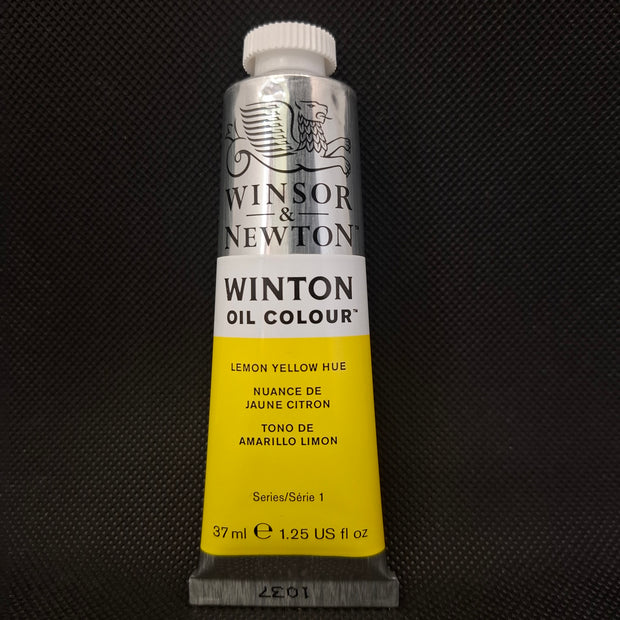 WINSOR
&
NEWTON™
WINTON
OIL COLOUR™
LEMON YELLOW HUE
NUANCE DE
JAUNE CITRON
TONO DE
AMARILLO LIMON
Series/Série 1
37 ml ℮ 1.25 US fl oz
1037